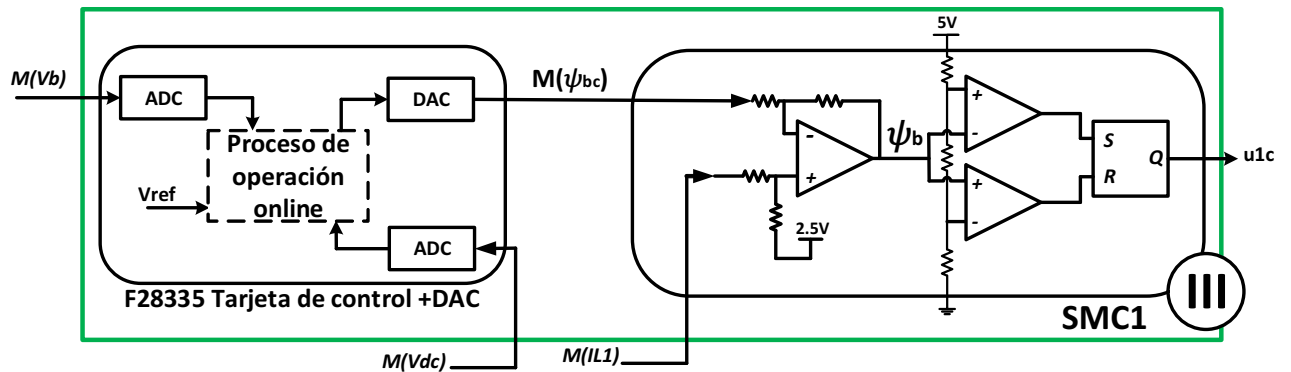 M(Vb)
ADC
DAC
Proceso de
operación
online
Vref
ADC
F28335 Tarjeta de control +DAC
M(Vdc)
M(ψbc)
M(IL1)
-
+
2.5V
ψb
5V
+
-
+
-
S
R
Q
u1c
SMC1
III